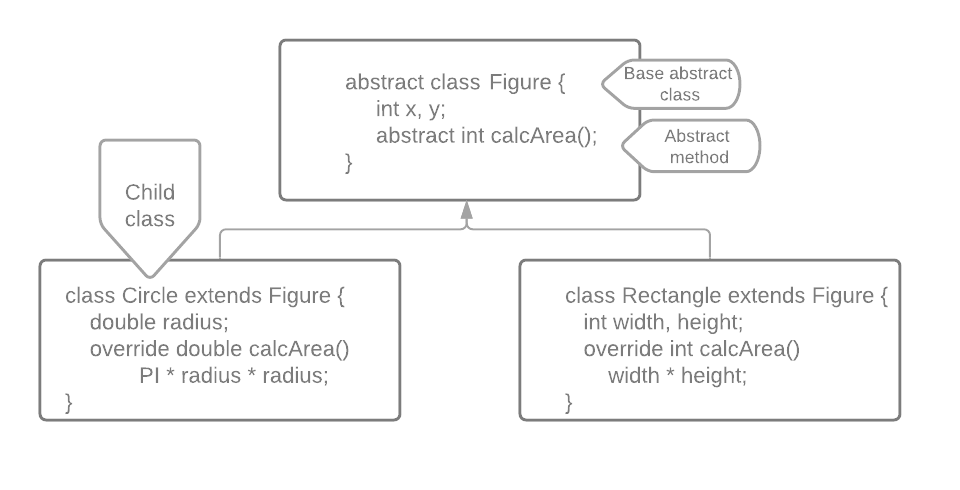 abstract class Figure {
int x, y;
abstract int calcArea();
}
Base abstract
class
Abstract
method
Child
class
class Circle extends Figure {
double radius;
override double calcArea()
PI * radius * radius;
}
class Rectangle extends Figure {
int width, height;
override int calcArea()
width * height;
}